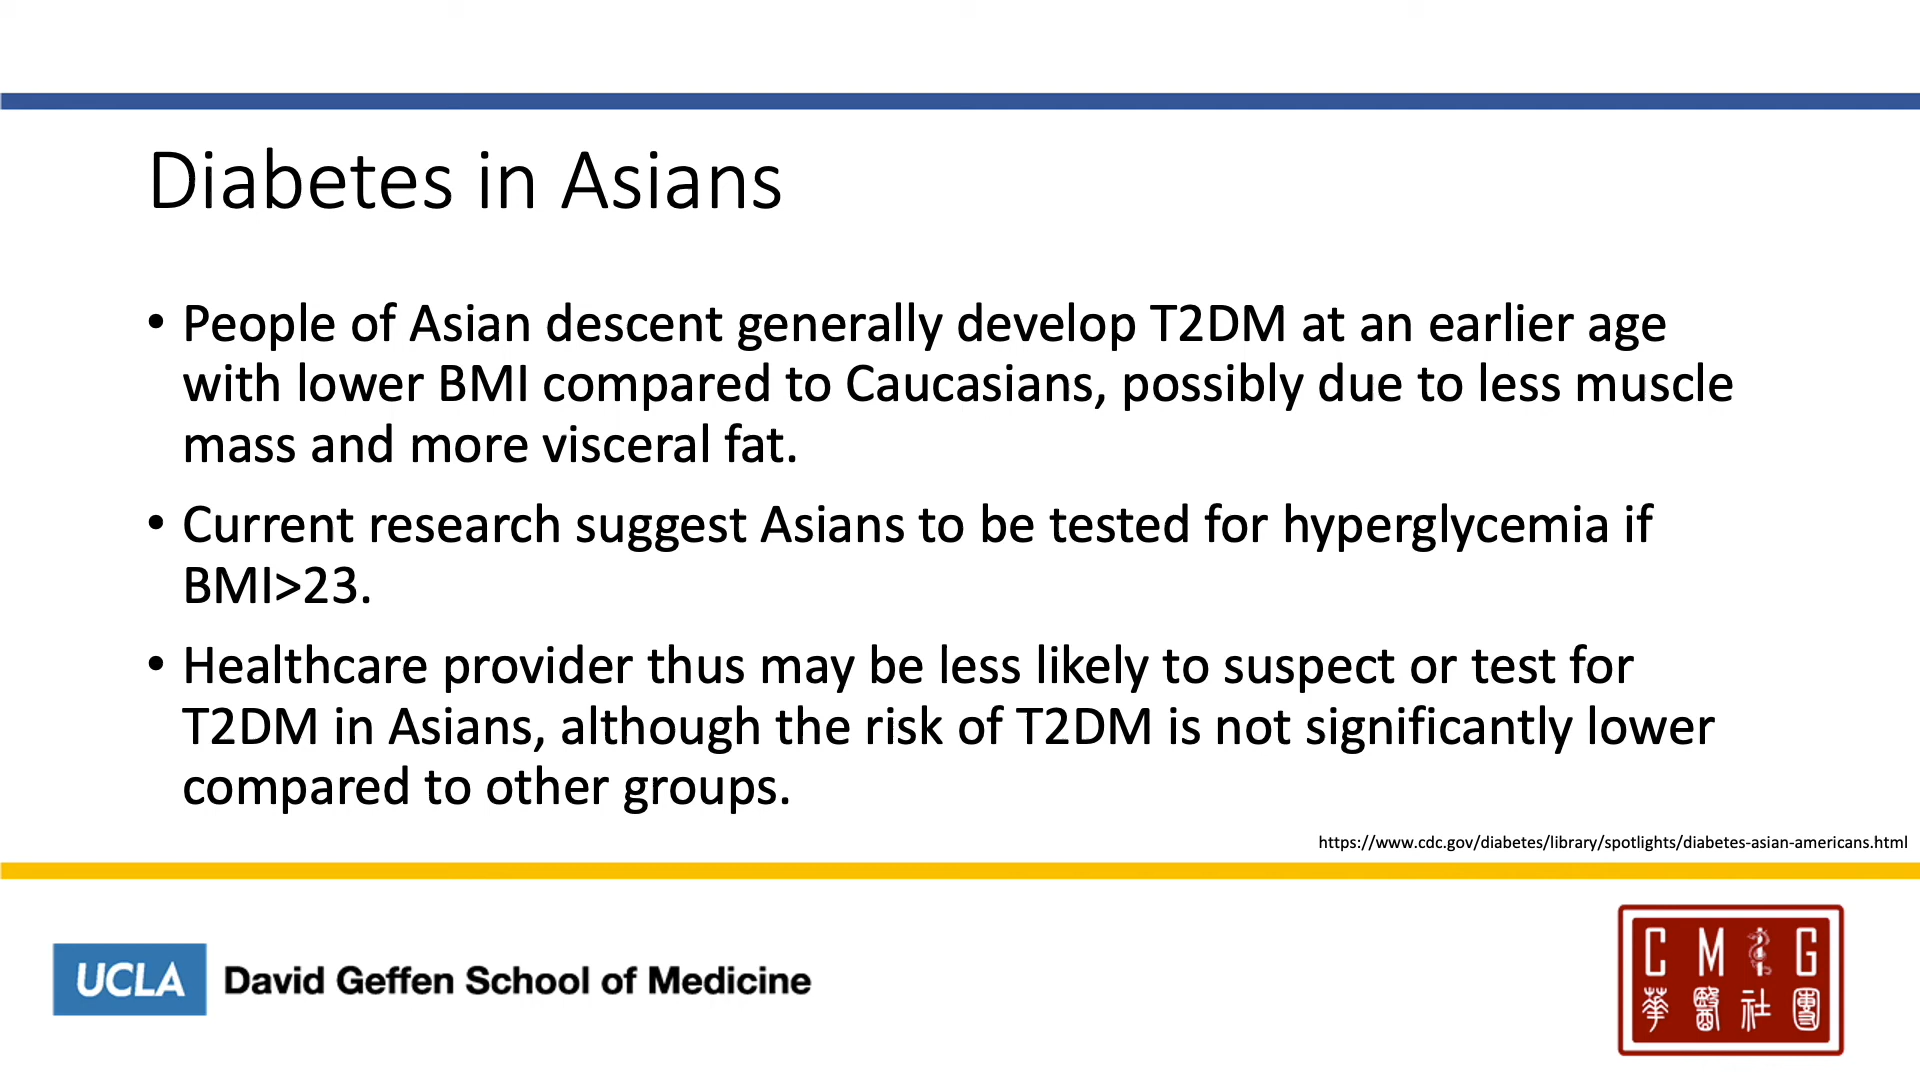 Diabetes in Asians
• People of Asian descent generally develop T2DM at an earlier age
with lower BMI compared to Caucasians, possibly due to less muscle
mass and more visceral fat.
• Current research suggest Asians to be tested for hyperglycemia if
BMI>23.
• Healthcare provider thus may be less likely to suspect or test for
T2DM in Asians, although the risk of T2DM is not significantly lower
compared to other groups.
https://www.cdc.gov/diabetes/library/spotlights/diabetes-asian-americans.html
UCLA David Geffen School of Medicine
C M G
華醫社團